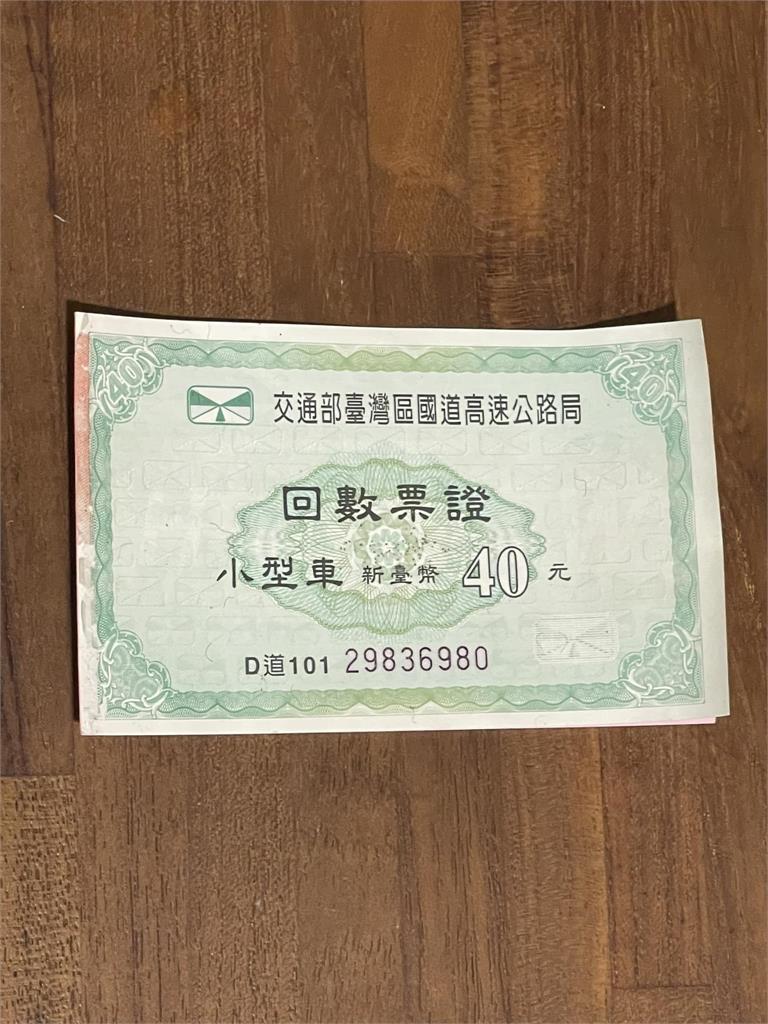 40 40
交通部臺灣區國道高速公路局
回數票證
小型車 新臺幣 40 元
D道101 29836980